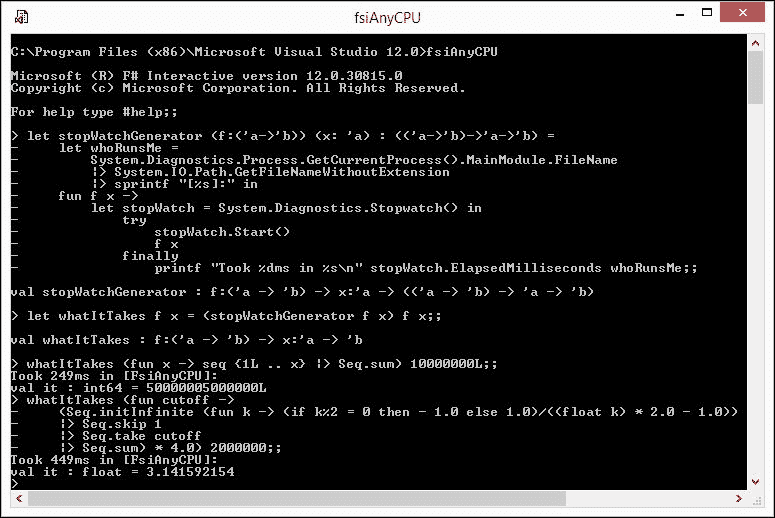 fsiAnyCPU
C:\Program Files (x86)\Microsoft Visual Studio 12.0>fsiAnyCPU
Microsoft (R) F# Interactive version 12.0.30815.0
Copyright (c) Microsoft Corporation. All Rights Reserved.
For help type #help;;
> let stopWatchGenerator (f:('a->'b)) (x: 'a) : (('a->'b)->'a->'b) =
-     let whoRunsMe =
-         System.Diagnostics.Process.GetCurrentProcess().MainModule.FileName
-         |> System.IO.Path.GetFileNameWithoutExtension
-         |> sprintf "[%s]:" in
-     fun f x ->
-         let stopWatch = System.Diagnostics.Stopwatch() in
-             try
-                 stopWatch.Start()
-                 f x
-             finally
-                 printf "Took %dms in %s\n" stopWatch.ElapsedMilliseconds whoRunsMe;;
val stopWatchGenerator : f:('a -> 'b) -> x:'a -> (('a -> 'b) -> 'a -> 'b)
> let whatItTakes f x = (stopWatchGenerator f x) f x;;
val whatItTakes : f:('a -> 'b) -> x:'a -> 'b
> whatItTakes (fun x -> seq {1L .. x} |> Seq.sum) 10000000L;;
Took 249ms in [FsiAnyCPU]:
val it : int64 = 50000005000000L
> whatItTakes (fun cutoff ->
-     (Seq.initInfinite (fun k -> (if k%2 = 0 then - 1.0 else 1.0)/((float k) * 2.0 - 1.0))
-     |> Seq.skip 1
-     |> Seq.take cutoff
-     |> Seq.sum) * 4.0) 2000000;;
Took 449ms in [FsiAnyCPU]:
val it : float = 3.141592154
>